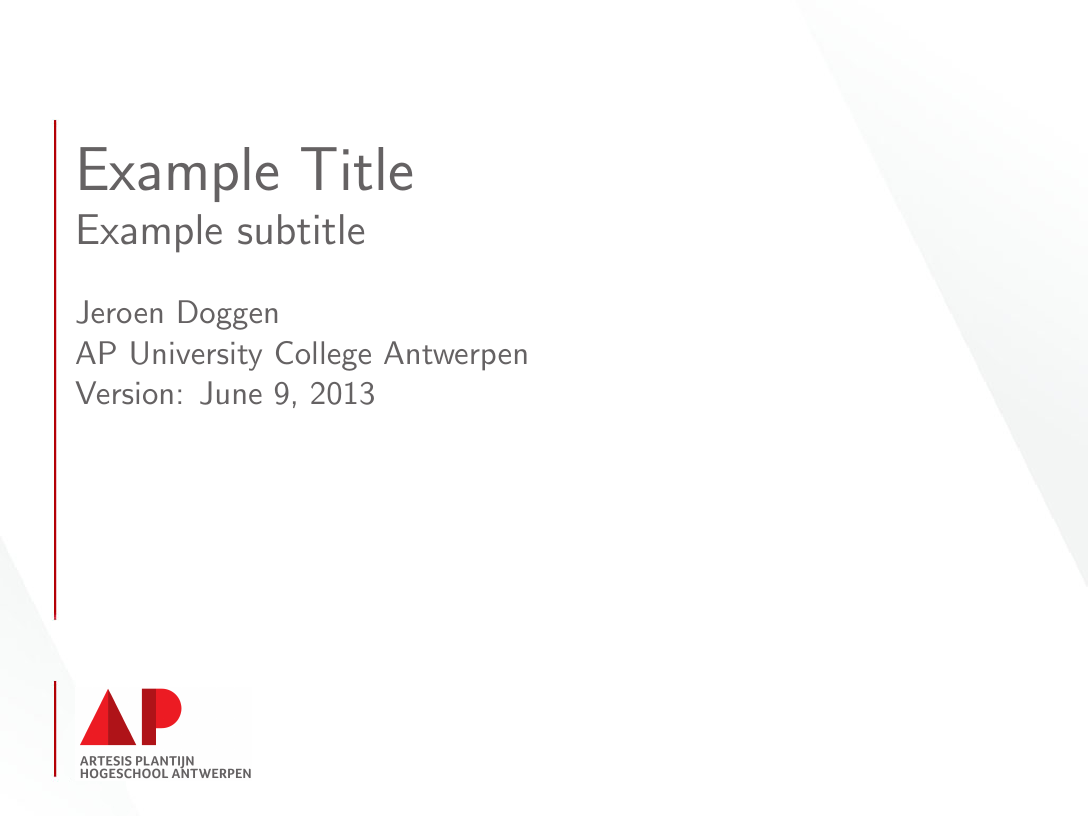 Example Title
Example subtitle
Jeroen Doggen
AP University College Antwerpen
Version: June 9, 2013
AP
ARTESIS PLANTIJN
HOGESCHOOL ANTWERPEN